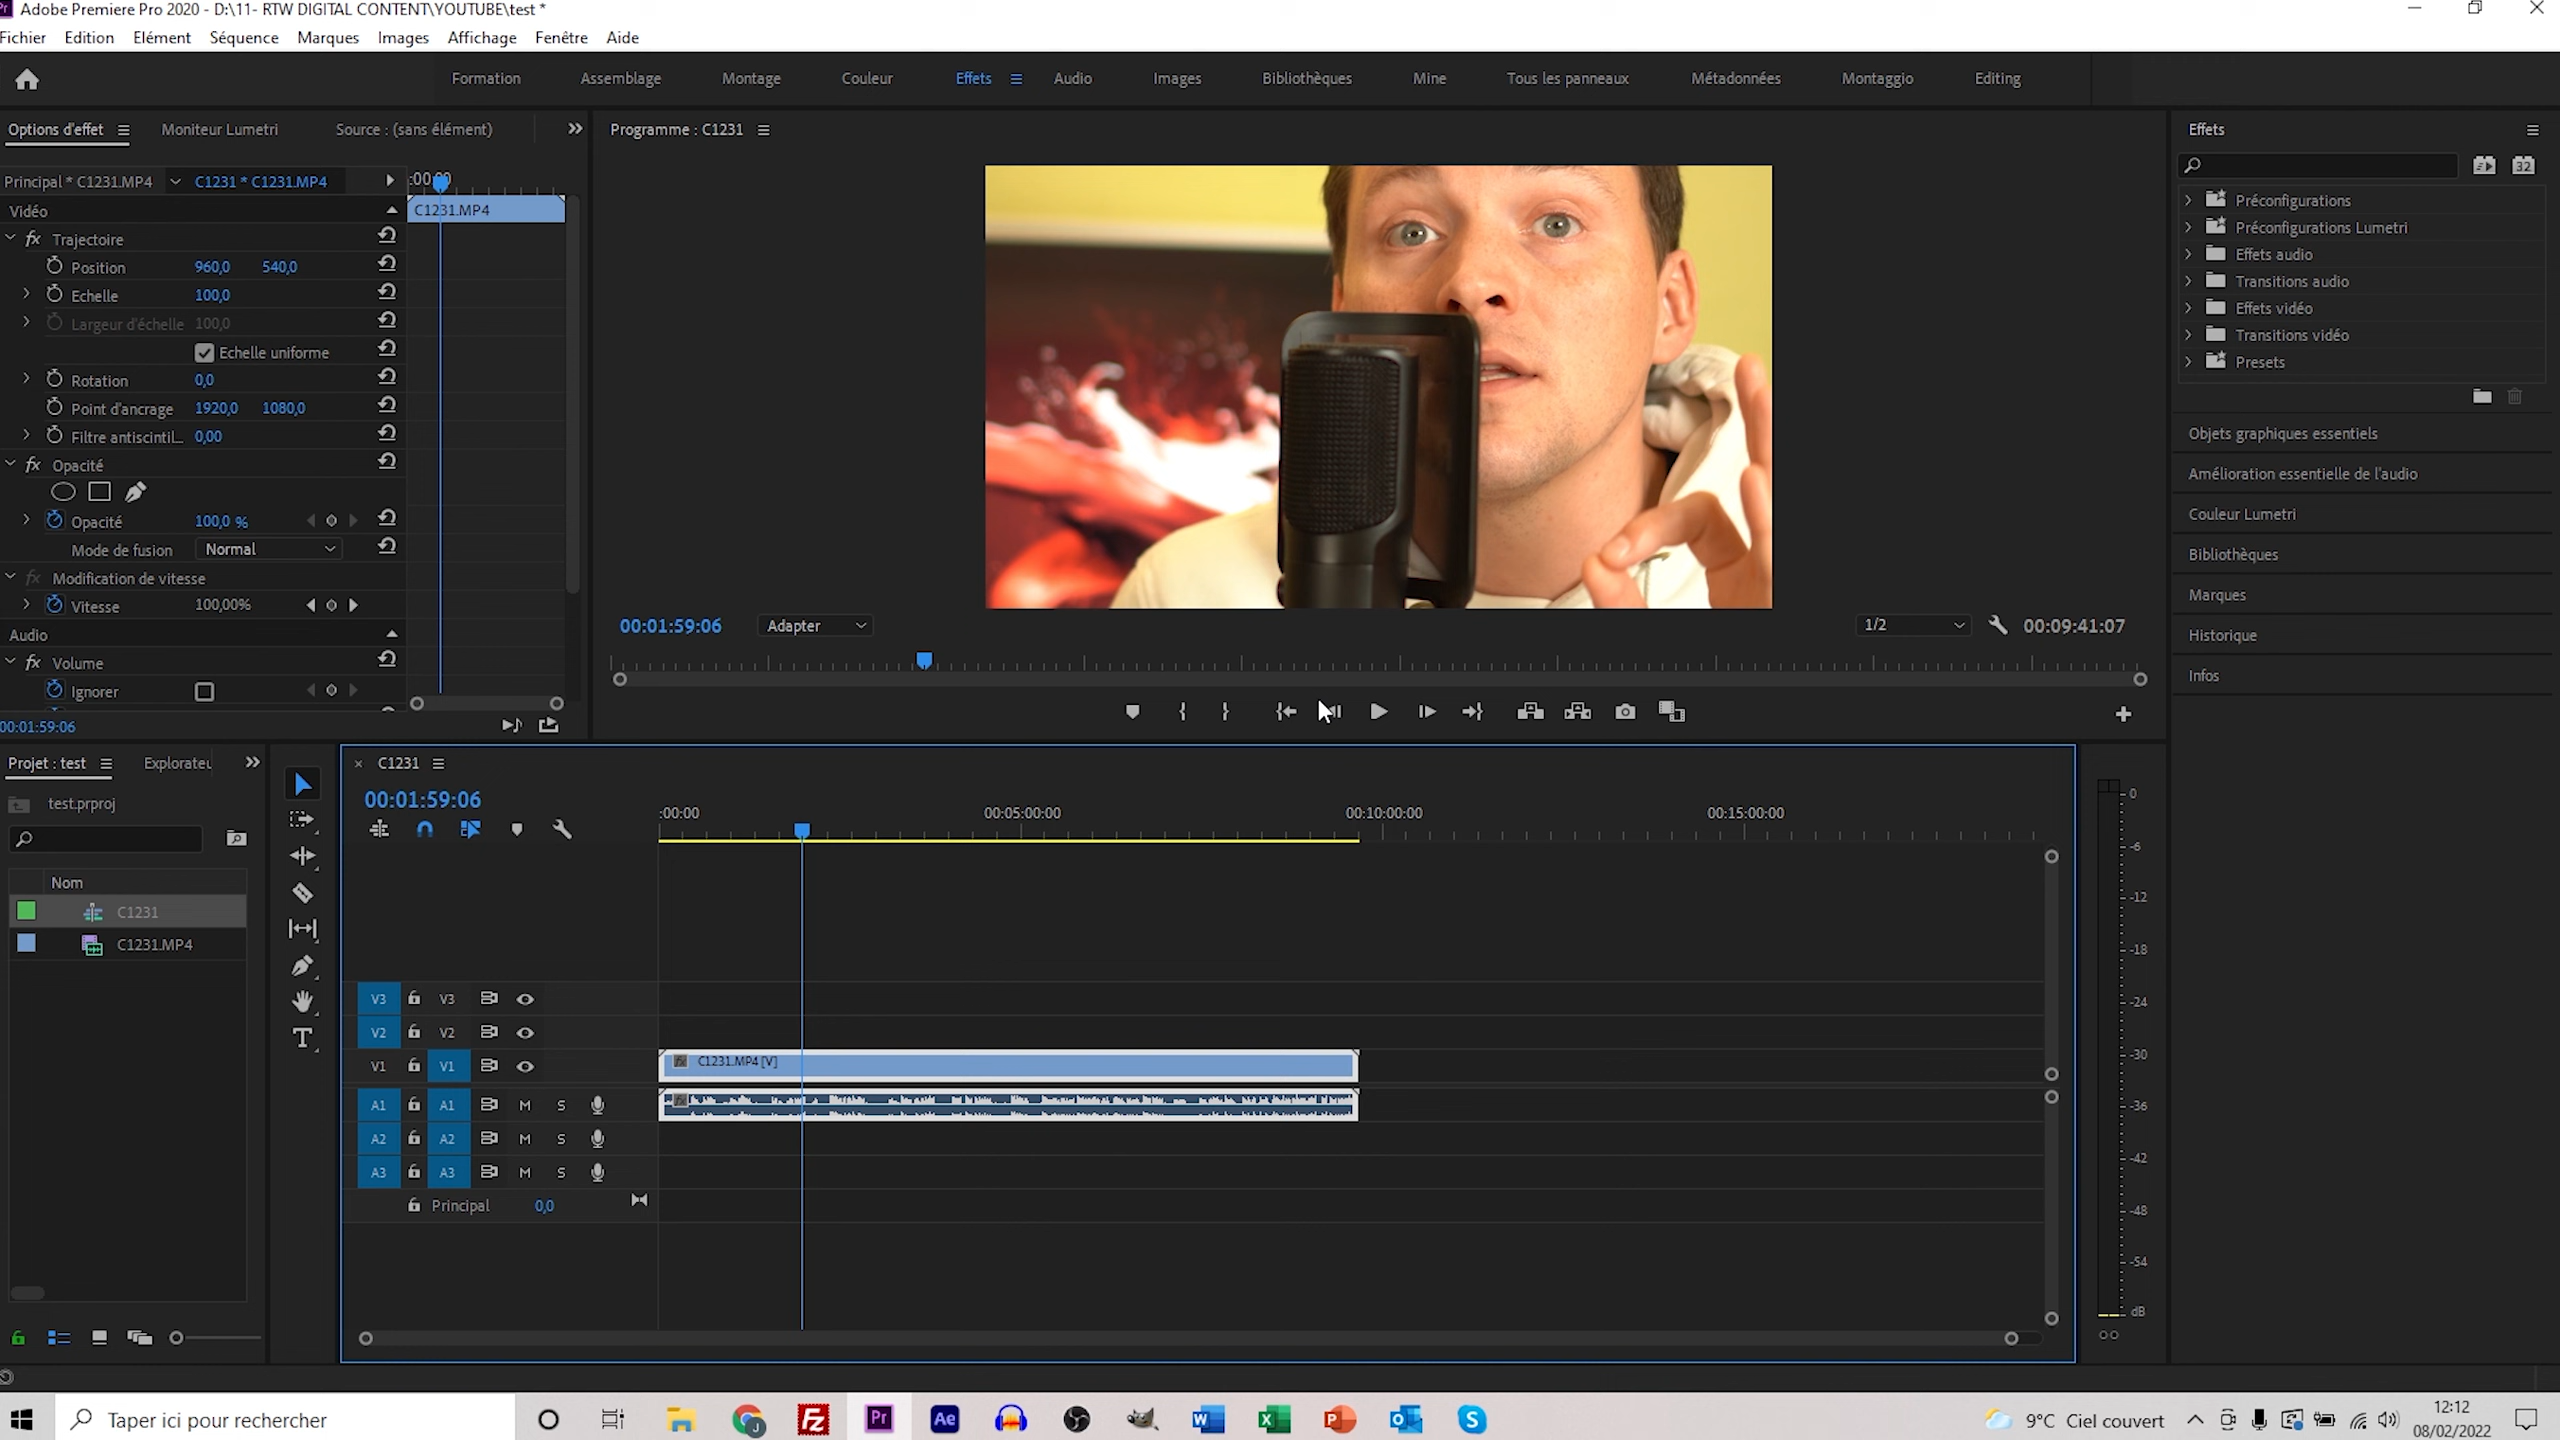 Adobe Premiere Pro 2020 - D:\11- RTW DIGITAL CONTENT\YOUTUBE\test *
Fichier Edition Elément Séquence Marques Images Affichage Fenêtre Aide
Formation Assemblage Montage Couleur Effets Audio Images Bibliothèques Mine Tous les panneaux Métadonnées Montaggio Editing
Options d'effet Moniteur Lumetri Source : (sans élément)
Principal * C1231.MP4 C1231 * C1231.MP4 :00;00
Vidéo C1231.MP4
fx Trajectoire
Position 960,0 540,0
Echelle 100,0
Largeur d'échelle 100,0
Echelle uniforme
Rotation 0,0
Point d'ancrage 1920,0 1080,0
Filtre antiscintil... 0,00
fx Opacité
Opacité 100,0 %
Mode de fusion Normal
fx Modification de vitesse
Vitesse 100,00%
Audio
fx Volume
Ignorer
00:01:59:06
Programme : C1231
00:01:59:06 Adapter 1/2 00:09:41:07
Effets
32
Préconfigurations
Préconfigurations Lumetri
Effets audio
Transitions audio
Effets vidéo
Transitions vidéo
Presets
Objets graphiques essentiels
Amélioration essentielle de l'audio
Couleur Lumetri
Bibliothèques
Marques
Historique
Infos
Projet : test Explorateu
test.prproj
Nom
C1231
C1231.MP4
T
× C1231
00:01:59:06
:00:00 00:05:00:00 00:10:00:00 00:15:00:00
V3 V3
V2 V2
V1 V1 fx C1231.MP4 [V]
A1 A1 M S fx
A2 A2 M S
A3 A3 M S
Principal 0,0
0
-6
-12
-18
-24
-30
-36
-42
-48
-54
dB
Taper ici pour rechercher
Fz Pr Ae W X P O S
9°C Ciel couvert
12:12
08/02/2022